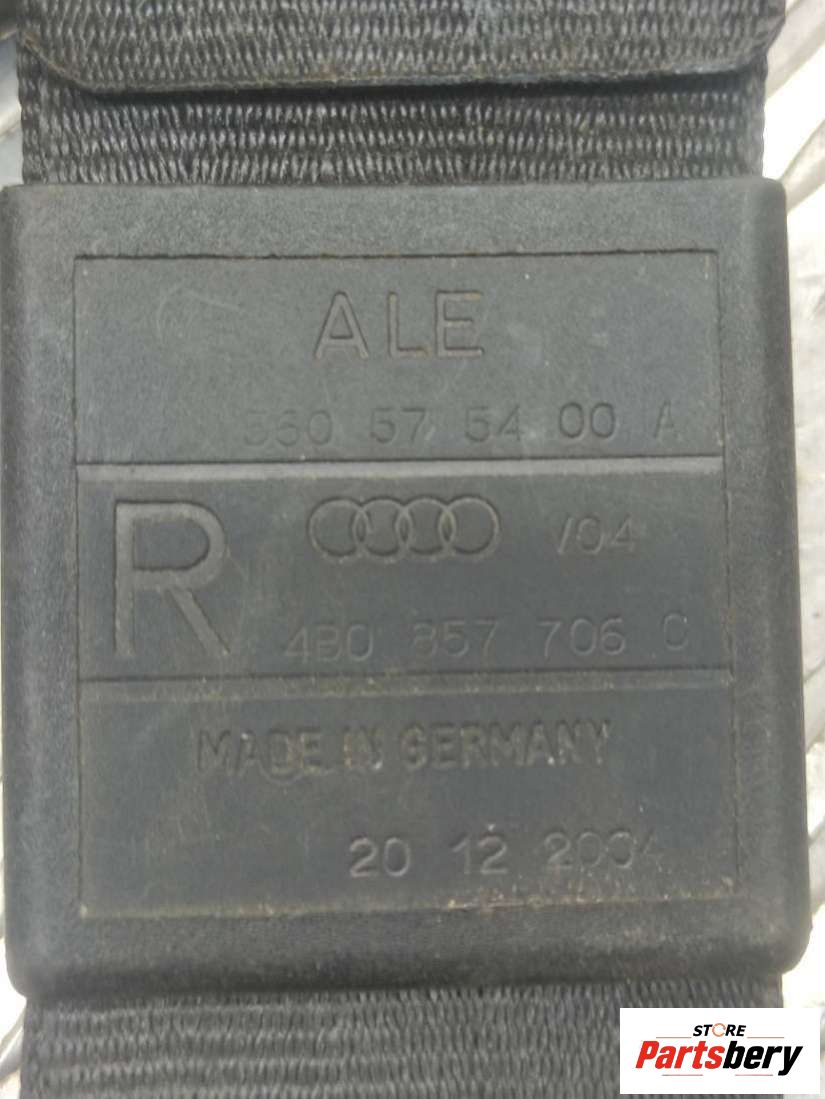 ALE
560 57 54 00 A
R
V04
4B0 857 706 C
MADE IN GERMANY
20 12 2004
STORE
Partsbery